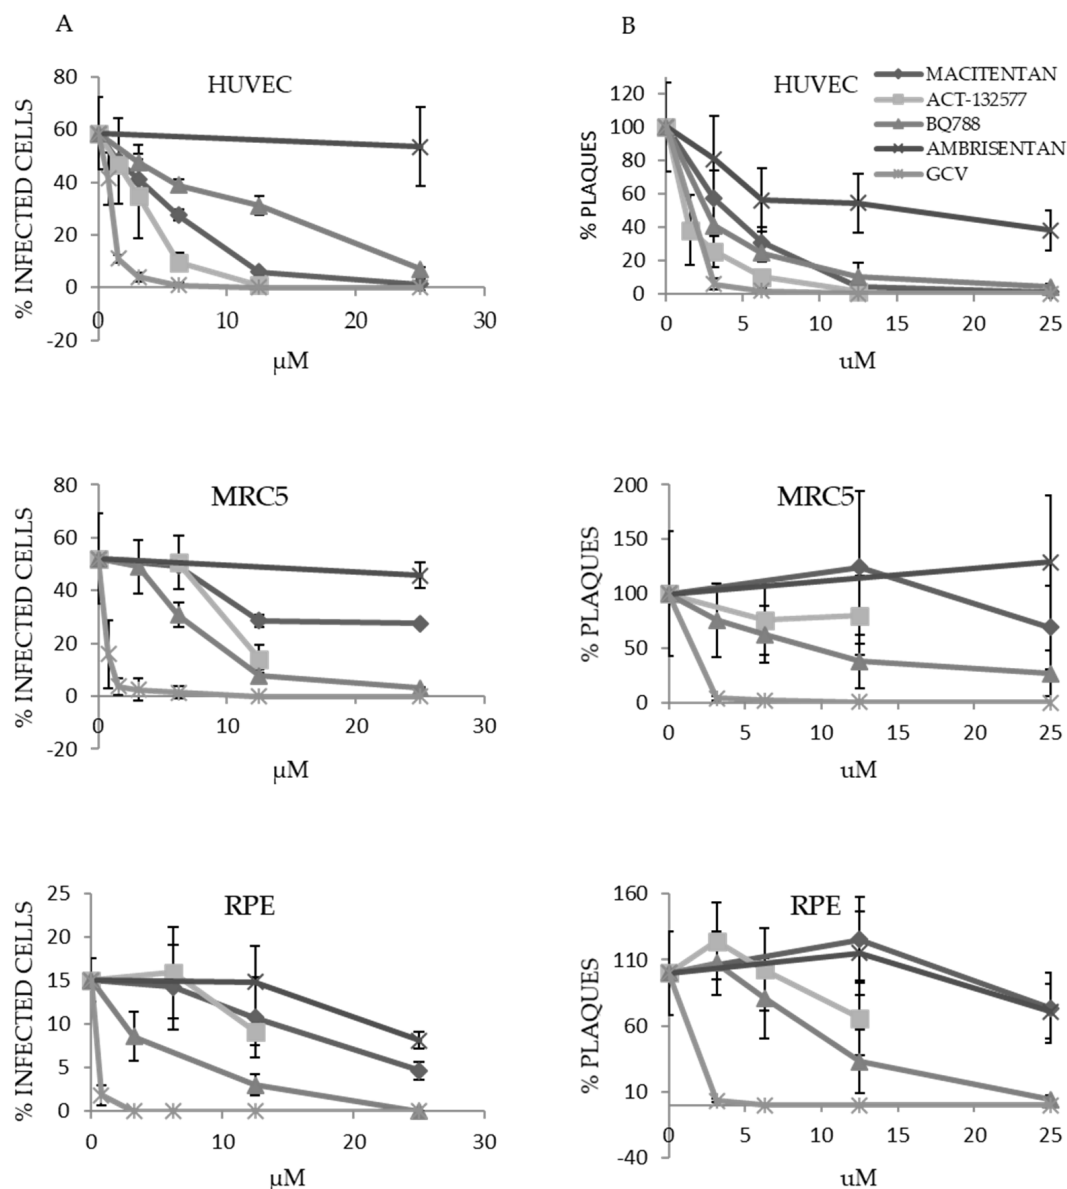 A
B
HUVEC
% INFECTED CELLS
80
60
40
20
0
-20
0
10
20
30
µM
HUVEC
% PLAQUES
120
100
80
60
40
20
0
0
5
10
15
20
25
uM
MACITENTAN
ACT-132577
BQ788
AMBRISENTAN
GCV
MRC5
% INFECTED CELLS
80
60
40
20
0
-20
0
10
20
30
µM
MRC5
% PLAQUES
200
150
100
50
0
0
5
10
15
20
25
uM
RPE
% INFECTED CELLS
25
20
15
10
5
0
0
10
20
30
µM
RPE
% PLAQUES
160
110
60
10
-40
0
5
10
15
20
25
uM